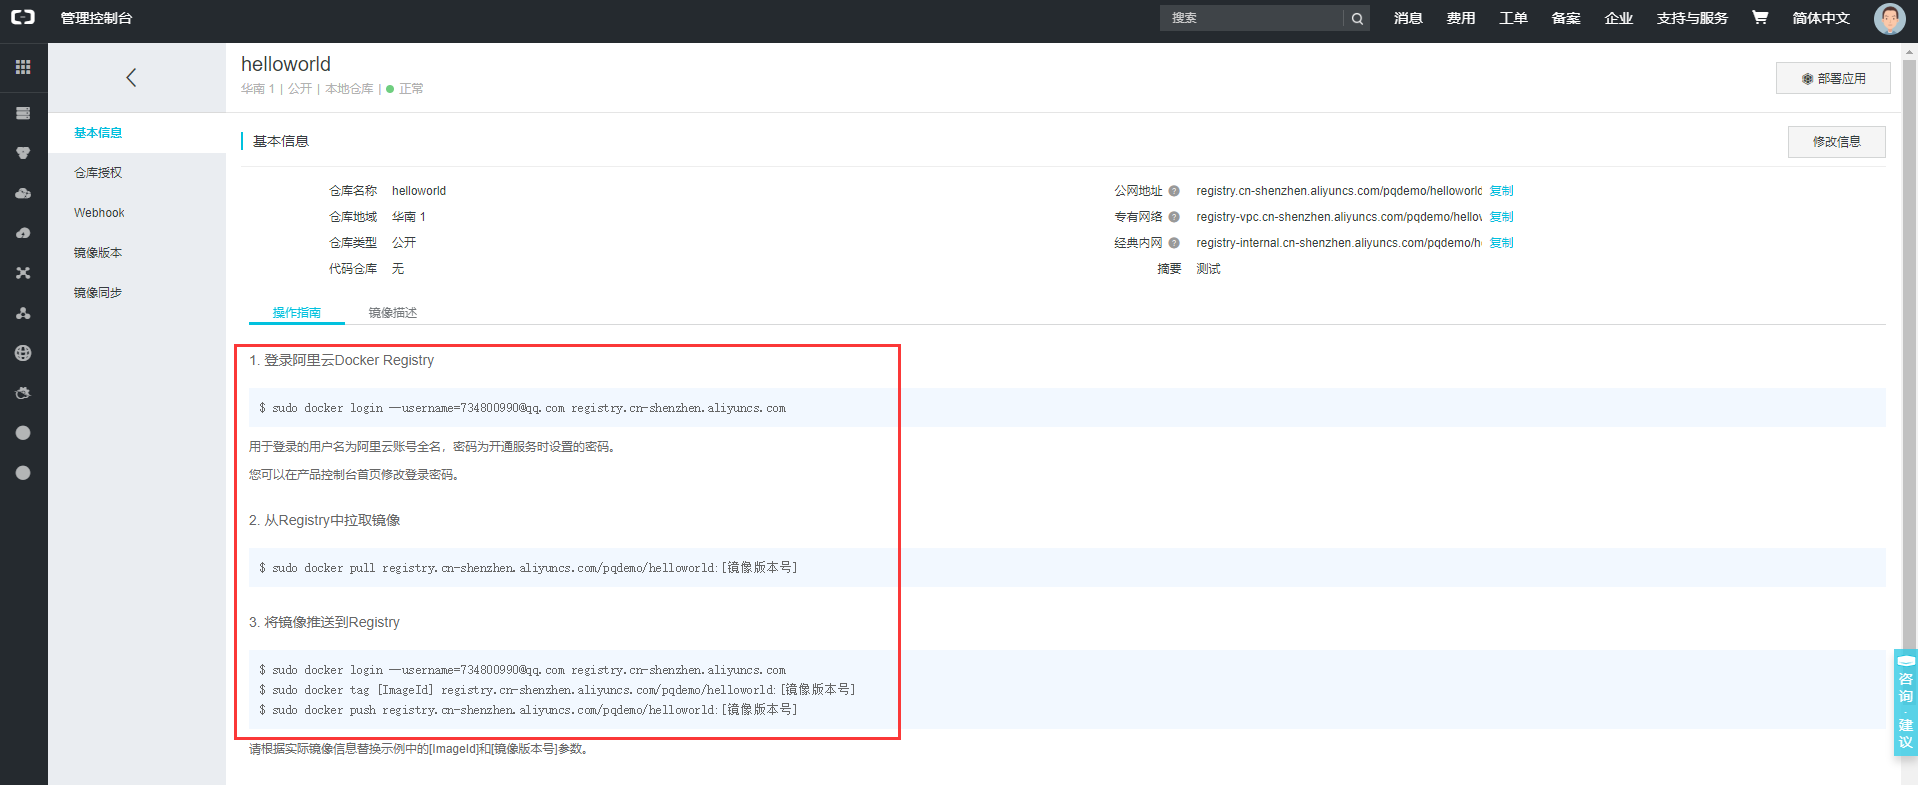 管理控制台
搜索
消息
费用
工单
备案
企业
支持与服务
简体中文
helloworld
华南 1 | 公开 | 本地仓库 | 正常
部署应用
基本信息
仓库授权
Webhook
镜像版本
镜像同步
基本信息
修改信息
仓库名称 helloworld
仓库地域 华南 1
仓库类型 公开
代码仓库 无
公网地址 registry.cn-shenzhen.aliyuncs.com/pqdemo/helloworld 复制
专有网络 registry-vpc.cn-shenzhen.aliyuncs.com/pqdemo/hellov 复制
经典内网 registry-internal.cn-shenzhen.aliyuncs.com/pqdemo/h 复制
摘要 测试
操作指南 镜像描述
1. 登录阿里云Docker Registry
$ sudo docker login --username=734800990@qq.com registry.cn-shenzhen.aliyuncs.com
用于登录的用户名为阿里云账号全名，密码为开通服务时设置的密码。
您可以在产品控制台首页修改登录密码。
2. 从Registry中拉取镜像
$ sudo docker pull registry.cn-shenzhen.aliyuncs.com/pqdemo/helloworld:[镜像版本号]
3. 将镜像推送到Registry
$ sudo docker login --username=734800990@qq.com registry.cn-shenzhen.aliyuncs.com
$ sudo docker tag [ImageId] registry.cn-shenzhen.aliyuncs.com/pqdemo/helloworld:[镜像版本号]
$ sudo docker push registry.cn-shenzhen.aliyuncs.com/pqdemo/helloworld:[镜像版本号]
请根据实际镜像信息替换示例中的[ImageId]和[镜像版本号]参数。
咨询·建议